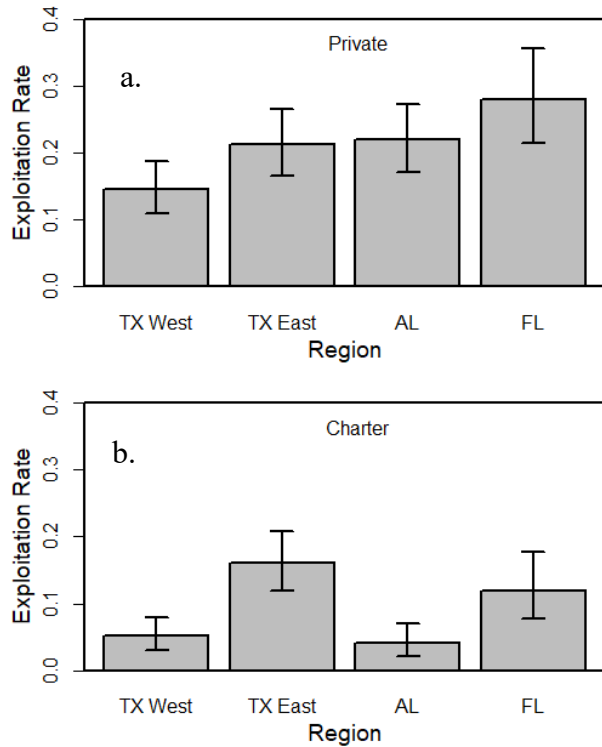 0.4
Private
a.
0.3
0.2
0.1
0.0
Exploitation Rate
TX West TX East AL FL
Region
0.4
Charter
b.
0.3
0.2
0.1
0.0
Exploitation Rate
TX West TX East AL FL
Region